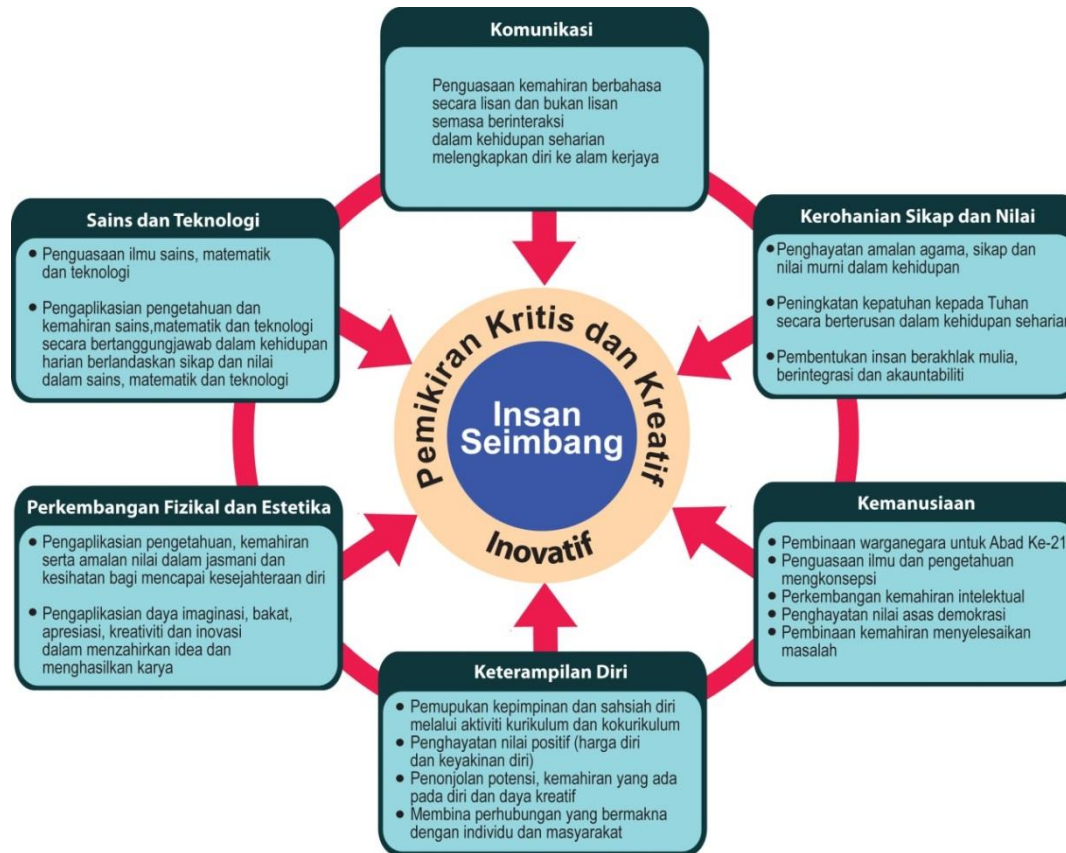 Komunikasi
Penguasaan kemahiran berbahasa
secara lisan dan bukan lisan
semasa berinteraksi
dalam kehidupan seharian
melengkapkan diri ke alam kerjaya
Sains dan Teknologi
• Penguasaan ilmu sains, matematik
dan teknologi
• Pengaplikasian pengetahuan dan
kemahiran sains,matematik dan teknologi
secara bertanggungjawab dalam kehidupan
harian berlandaskan sikap dan nilai
dalam sains, matematik dan teknologi
Kerohanian Sikap dan Nilai
• Penghayatan amalan agama, sikap dan
nilai murni dalam kehidupan
• Peningkatan kepatuhan kepada Tuhan
secara berterusan dalam kehidupan seharian
• Pembentukan insan berakhlak mulia,
berintegrasi dan akauntabiliti
Pemikiran Kritis dan Kreatif
Insan
Seimbang
Inovatif
Perkembangan Fizikal dan Estetika
• Pengaplikasian pengetahuan, kemahiran
serta amalan nilai dalam jasmani dan
kesihatan bagi mencapai kesejahteraan diri
• Pengaplikasian daya imaginasi, bakat,
apresiasi, kreativiti dan inovasi
dalam menzahirkan idea dan
menghasilkan karya
Kemanusiaan
• Pembinaan warganegara untuk Abad Ke-21
• Penguasaan ilmu dan pengetahuan
mengkonsepsi
• Perkembangan kemahiran intelektual
• Penghayatan nilai asas demokrasi
• Pembinaan kemahiran menyelesaikan
masalah
Keterampilan Diri
• Pemupukan kepimpinan dan sahsiah diri
melalui aktiviti kurikulum dan kokurikulum
• Penghayatan nilai positif (harga diri
dan keyakinan diri)
• Penonjolan potensi, kemahiran yang ada
pada diri dan daya kreatif
• Membina perhubungan yang bermakna
dengan individu dan masyarakat